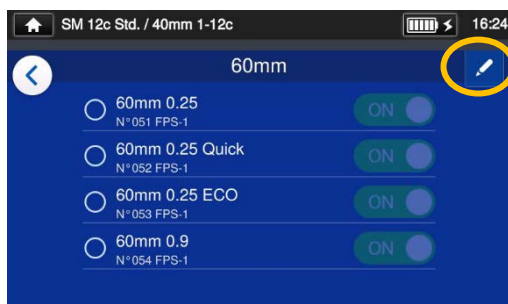 SM 12c Std. / 40mm 1-12c
16:24
60mm
60mm 0.25
ON
N°051 FPS-1
60mm 0.25 Quick
ON
N°052 FPS-1
60mm 0.25 ECO
ON
N°053 FPS-1
60mm 0.9
ON
N°054 FPS-1